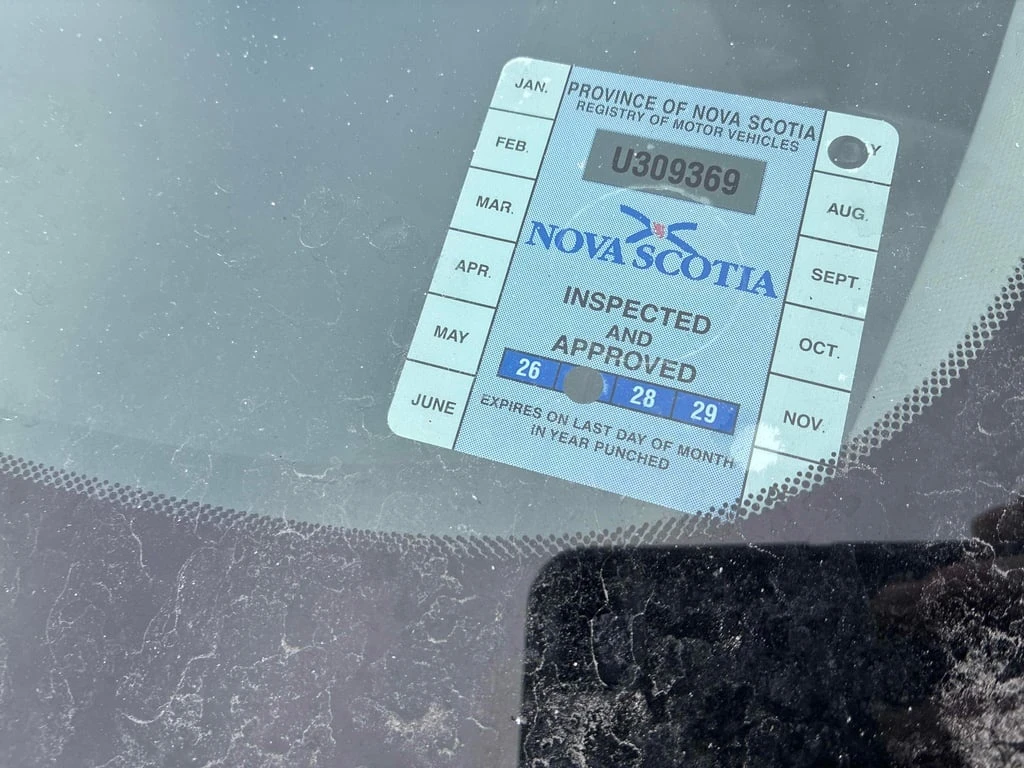 JAN.
FEB.
MAR.
APR.
MAY
JUNE
PROVINCE OF NOVA SCOTIA
REGISTRY OF MOTOR VEHICLES
U309369
NOVA SCOTIA
INSPECTED
AND
APPROVED
26 28 29
EXPIRES ON LAST DAY OF MONTH
IN YEAR PUNCHED
Y
AUG.
SEPT.
OCT.
NOV.